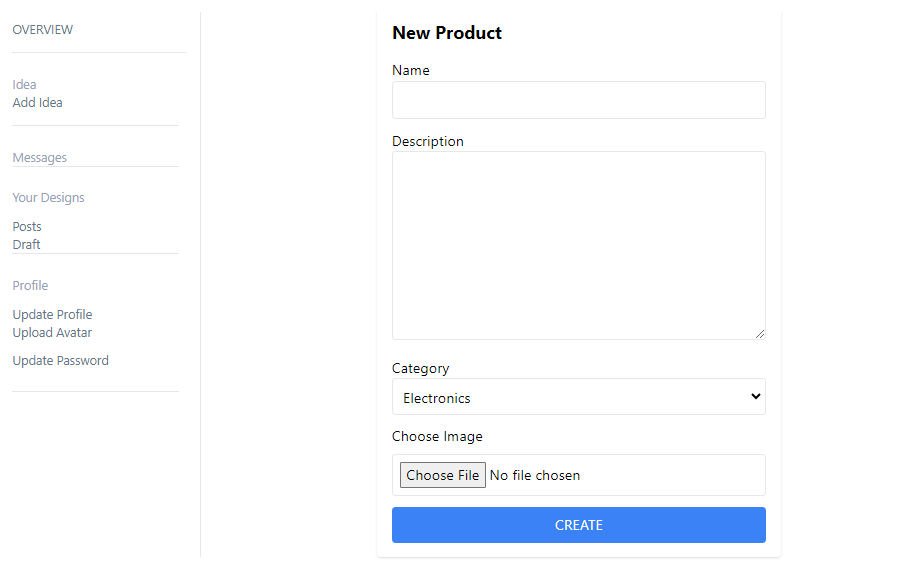 OVERVIEW
Idea
Add Idea
Messages
Your Designs
Posts
Draft
Profile
Update Profile
Upload Avatar
Update Password
New Product
Name
Description
Category
Electronics
Choose Image
Choose File No file chosen
CREATE